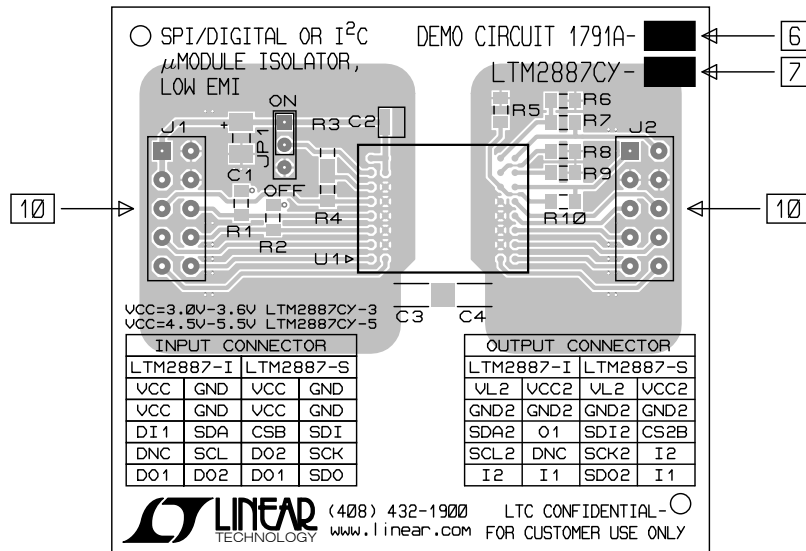 SPI/DIGITAL OR I²C
µMODULE ISOLATOR,
LOW EMI
DEMO CIRCUIT 1791A-
6
LTM2887CY-
7
ON
J1
+
JP1
R3
C2
R5
R6
R7
J2
C1
R8
R9
OFF
10
R1
R2
R4
R10
10
U1
C3
C4
VCC=3.0V-3.6V LTM2887CY-3
VCC=4.5V-5.5V LTM2887CY-5
INPUT CONNECTOR
LTM2887-I LTM2887-S
VCC GND VCC GND
VCC GND VCC GND
DI1 SDA CSB SDI
DNC SCL DO2 SCK
DO1 DO2 DO1 SDO
OUTPUT CONNECTOR
LTM2887-I LTM2887-S
VL2 VCC2 VL2 VCC2
GND2 GND2 GND2 GND2
SDA2 O1 SDI2 CS2B
SCL2 DNC SCK2 I2
I2 I1 SDO2 I1
LT LINEAR
TECHNOLOGY
(408) 432-1900
www.linear.com
LTC CONFIDENTIAL-
FOR CUSTOMER USE ONLY